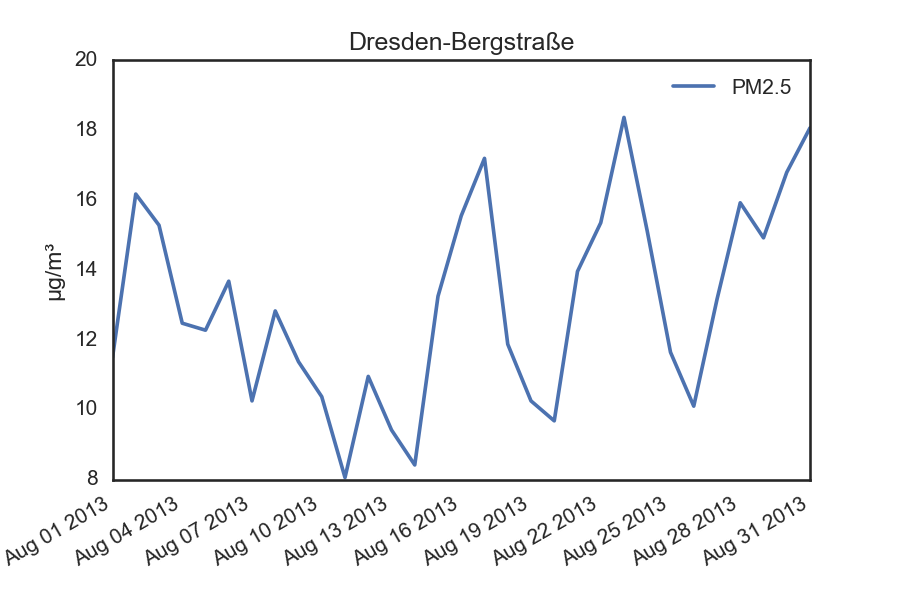 Dresden-Bergstraße
20
18
16
14
12
10
8
µg/m³
PM2.5
Aug 01 2013
Aug 04 2013
Aug 07 2013
Aug 10 2013
Aug 13 2013
Aug 16 2013
Aug 19 2013
Aug 22 2013
Aug 25 2013
Aug 28 2013
Aug 31 2013